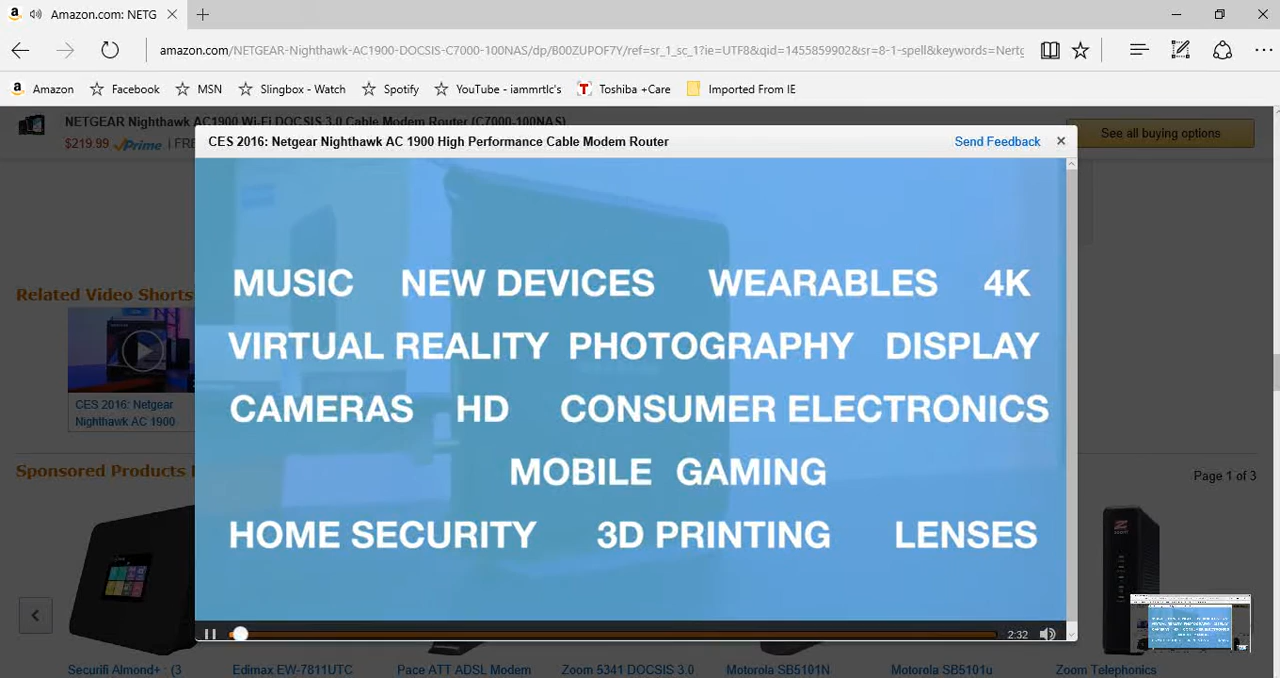 Amazon.com: NETG
amazon.com/NETGEAR-Nighthawk-AC1900-DOCSIS-C7000-100NAS/dp/B00ZUPOF7Y/ref=sr_1_sc_1?ie=UTF8&qid=1455859902&sr=8-1-spell&keywords=Nertc
Amazon Facebook MSN Slingbox - Watch Spotify YouTube - iammrtlc's Toshiba +Care Imported From IE
NETGEAR Nighthawk AC1900 Wi-Fi DOCSIS 3.0 Cable Modem Router (C7000-100NAS)
$219.99 Prime | FRE
See all buying options
CES 2016: Netgear Nighthawk AC 1900 High Performance Cable Modem Router
Send Feedback
MUSIC NEW DEVICES WEARABLES 4K
VIRTUAL REALITY PHOTOGRAPHY DISPLAY
CAMERAS HD CONSUMER ELECTRONICS
MOBILE GAMING
HOME SECURITY 3D PRINTING LENSES
2:32
Related Video Shorts
CES 2016: Netgear
Nighthawk AC 1900
Sponsored Products
Page 1 of 3
Securifi Almond+ : (3 Edimax EW-7811UTC Pace ATT ADSL Modem Zoom 5341 DOCSIS 3.0 Motorola SB5101N Motorola SB5101u Zoom Telephonics